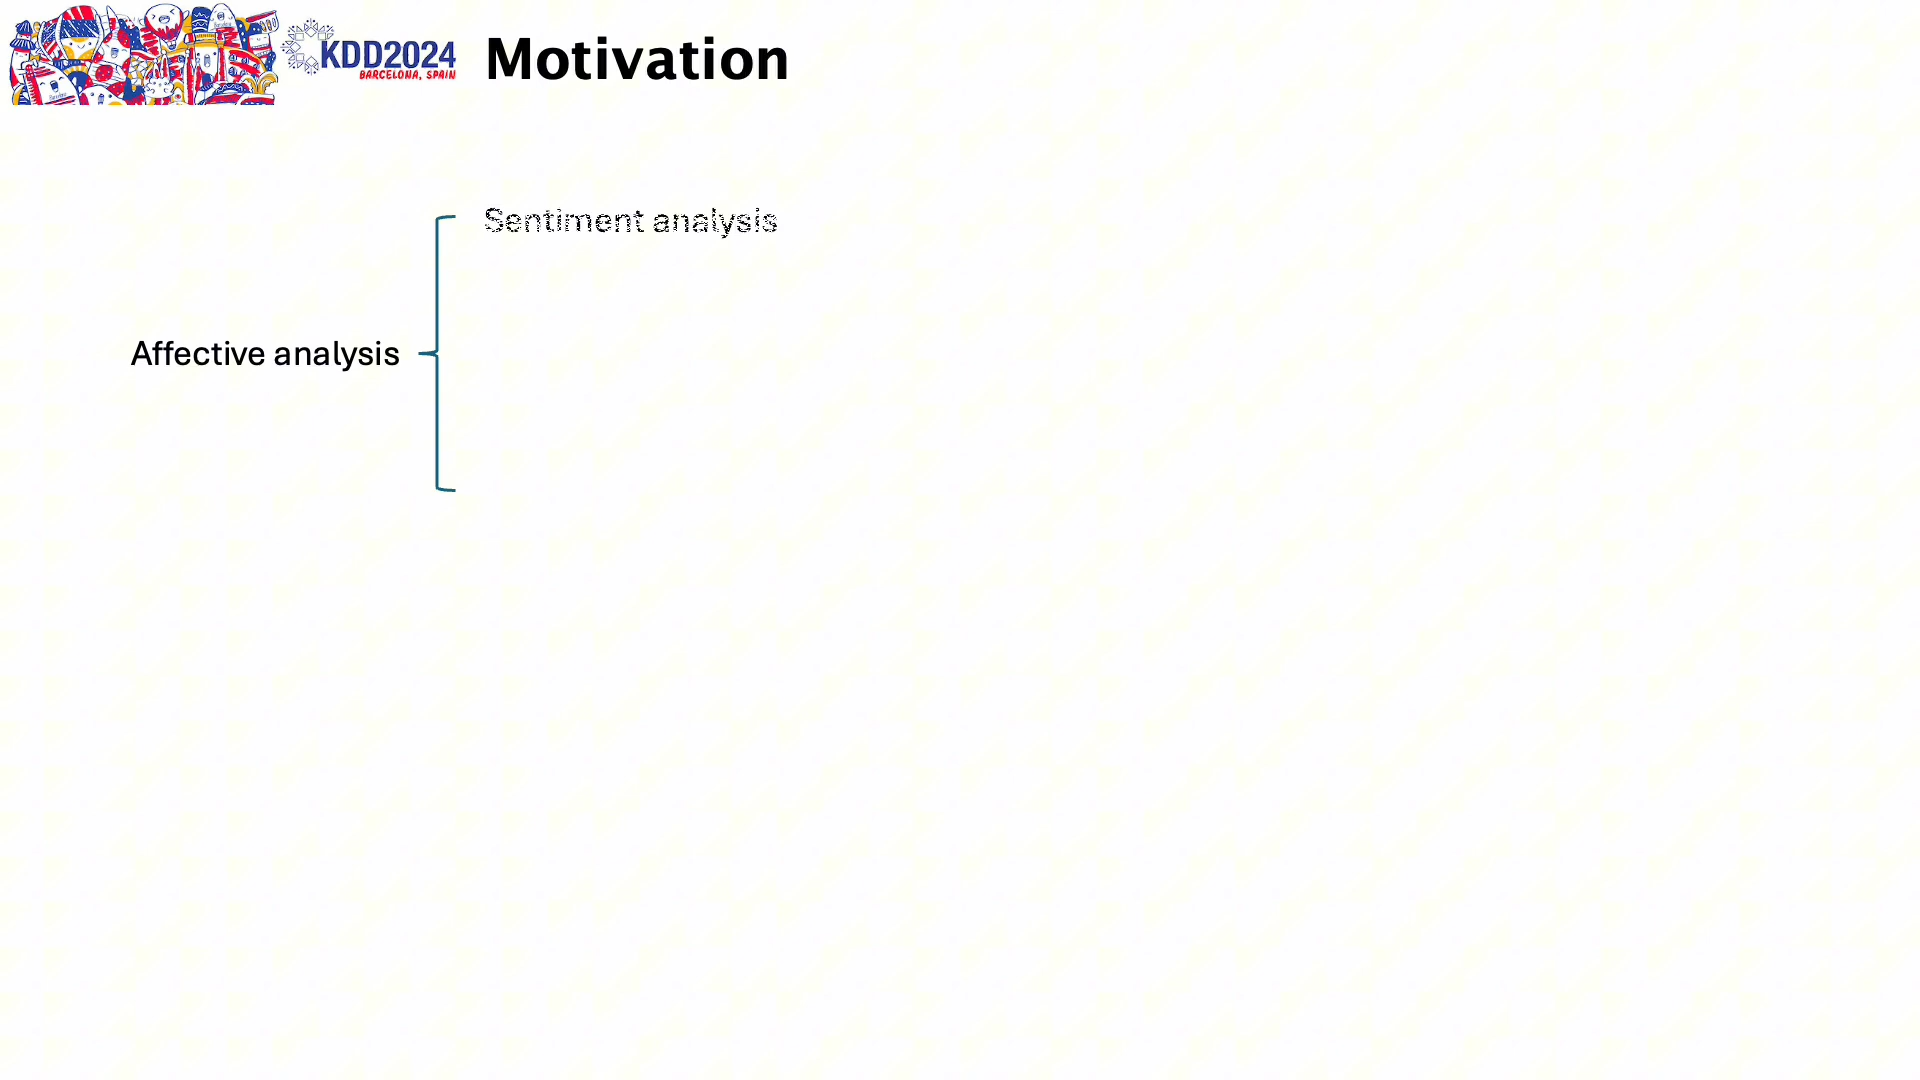 KDD2024
BARCELONA, SPAIN
Motivation
Sentiment analysis
Affective analysis